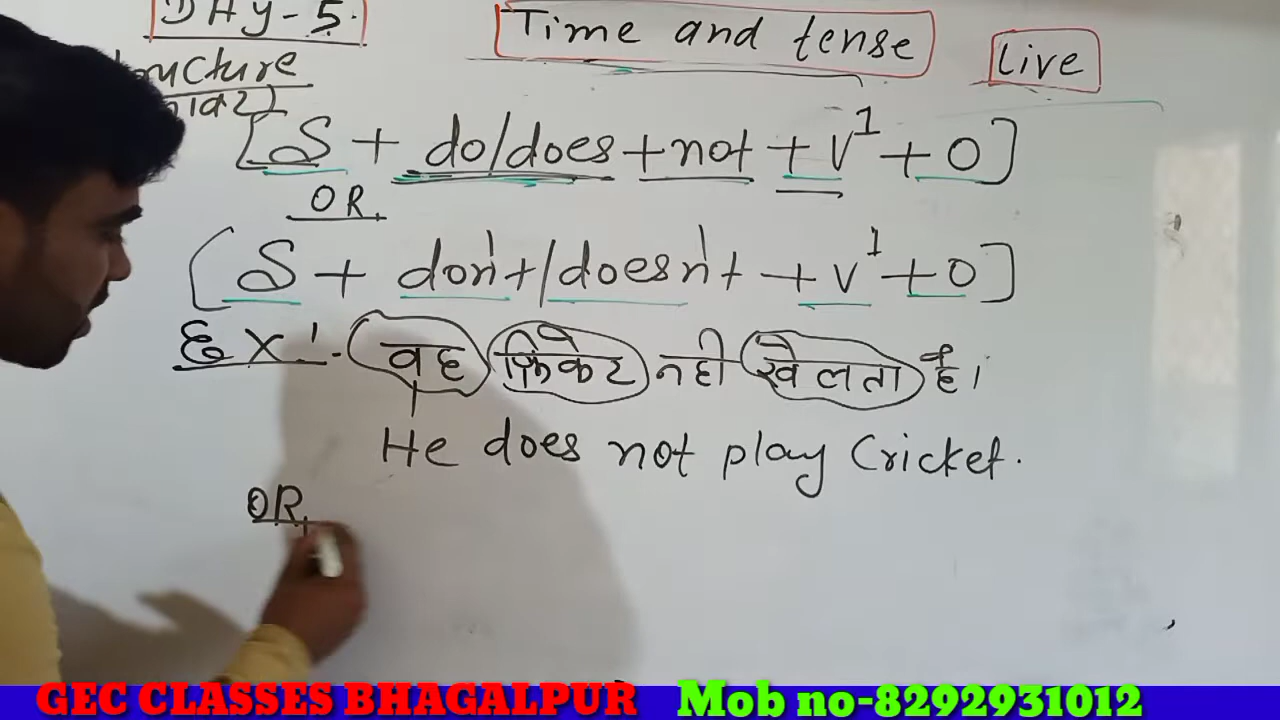 DAY-5.
Time and tense
Live
ructure
[S + do/does + not + V¹ + O]
OR
[S + don't / doesn't + V¹ + O]
Ex!- वह क्रिकेट नही खेलता है।
He does not play Cricket.
OR
GEC CLASSES BHAGALPUR Mob no-8292931012